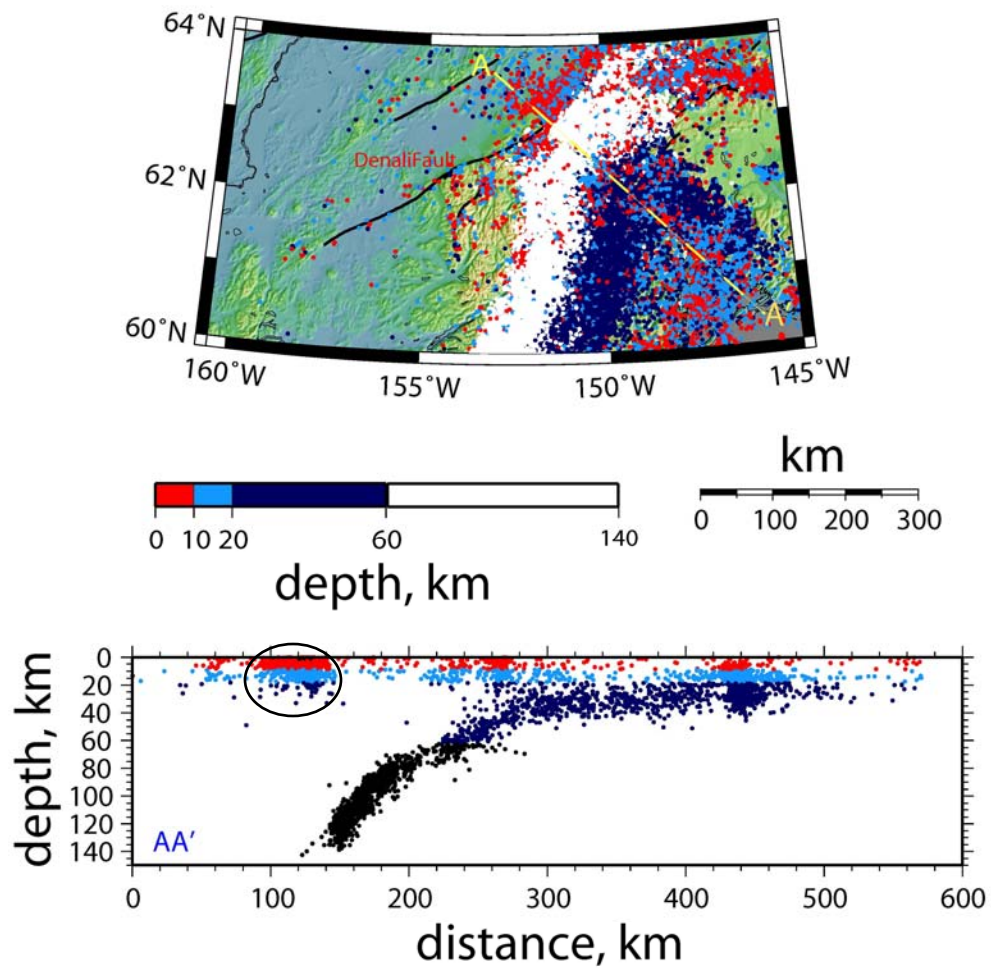 64˚N
62˚N
60˚N
160˚W
155˚W
150˚W
145˚W
A
DenaliFault
A
km
0 100 200 300
0 10 20 60 140
depth, km
0
20
40
60
80
100
120
140
depth, km
AA’
0 100 200 300 400 500 600
distance, km